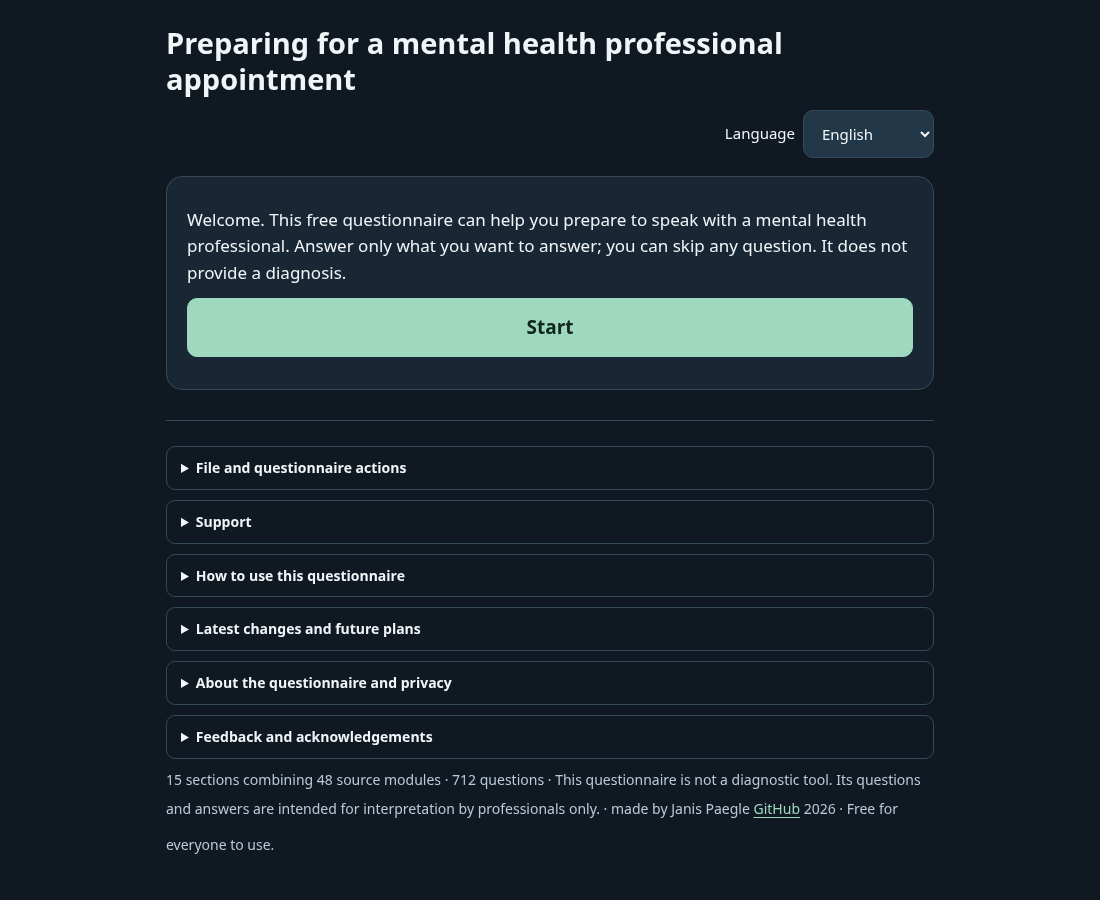 Preparing for a mental health professional
appointment
Language
English
Welcome. This free questionnaire can help you prepare to speak with a mental health
professional. Answer only what you want to answer; you can skip any question. It does not
provide a diagnosis.
Start
File and questionnaire actions
Support
How to use this questionnaire
Latest changes and future plans
About the questionnaire and privacy
Feedback and acknowledgements
15 sections combining 48 source modules · 712 questions · This questionnaire is not a diagnostic tool. Its questions
and answers are intended for interpretation by professionals only. · made by Janis Paegle GitHub 2026 · Free for
everyone to use.